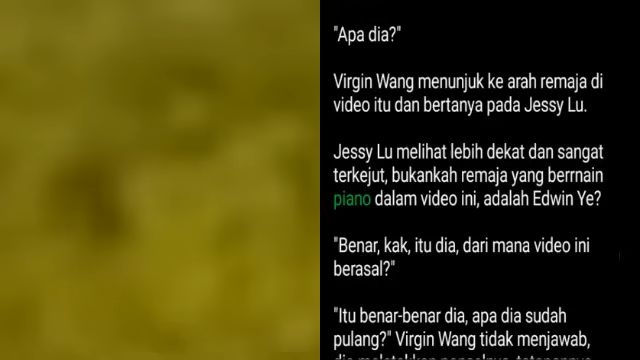 "Apa dia?"
Virgin Wang menunjuk ke arah remaja di
video itu dan bertanya pada Jessy Lu.
Jessy Lu melihat lebih dekat dan sangat
terkejut, bukankah remaja yang berrnain
piano dalam video ini, adalah Edwin Ye?
"Benar, kak, itu dia, dari mana video ini
berasal?"
"Itu benar-benar dia, apa dia sudah
pulang?" Virgin Wang tidak menjawab,